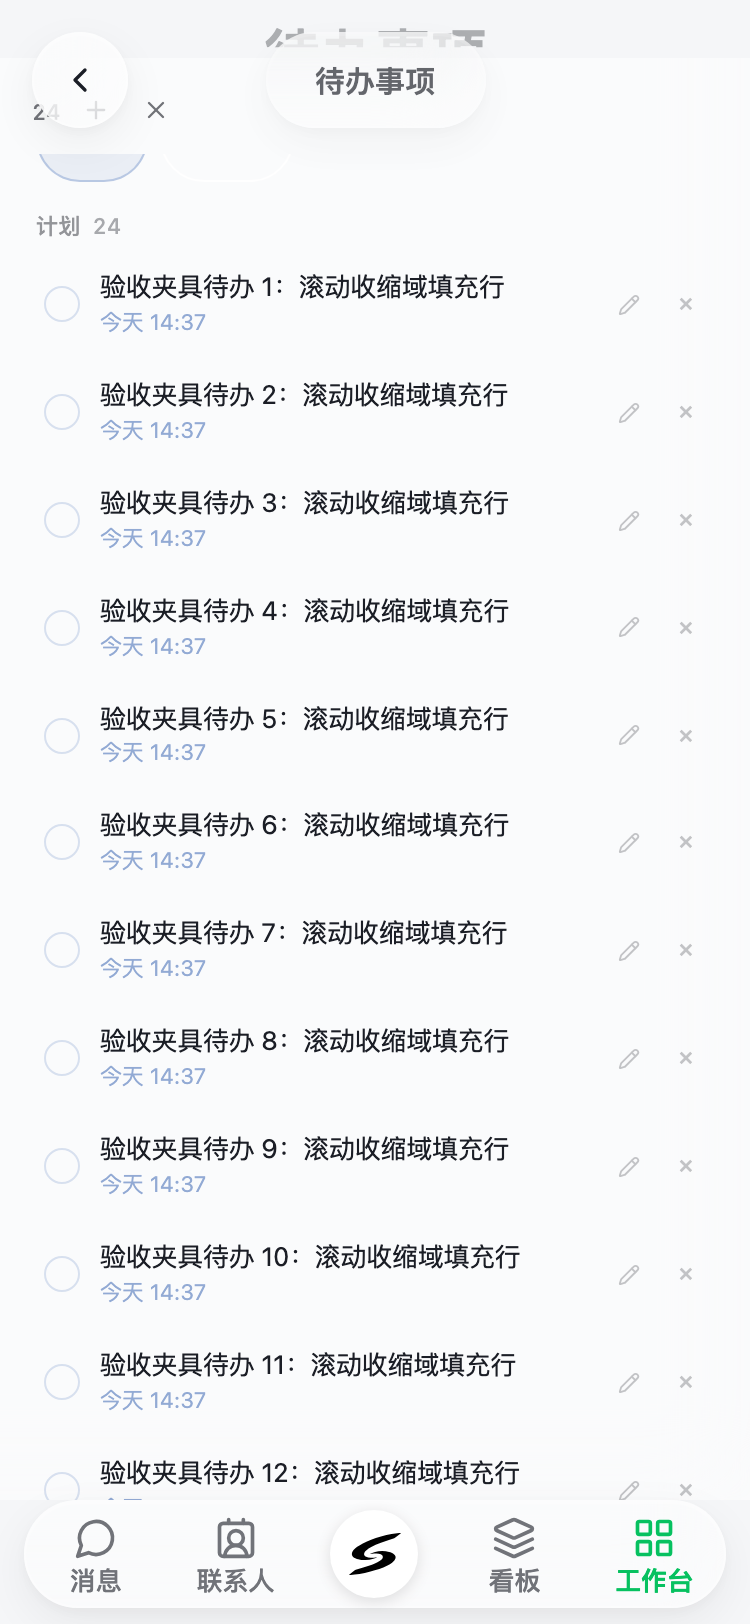 待办事项
待办事项
24
计划 24
验收夹具待办 1：滚动收缩域填充行
今天 14:37
验收夹具待办 2：滚动收缩域填充行
今天 14:37
验收夹具待办 3：滚动收缩域填充行
今天 14:37
验收夹具待办 4：滚动收缩域填充行
今天 14:37
验收夹具待办 5：滚动收缩域填充行
今天 14:37
验收夹具待办 6：滚动收缩域填充行
今天 14:37
验收夹具待办 7：滚动收缩域填充行
今天 14:37
验收夹具待办 8：滚动收缩域填充行
今天 14:37
验收夹具待办 9：滚动收缩域填充行
今天 14:37
验收夹具待办 10：滚动收缩域填充行
今天 14:37
验收夹具待办 11：滚动收缩域填充行
今天 14:37
验收夹具待办 12：滚动收缩域填充行
消息
联系人
看板
工作台